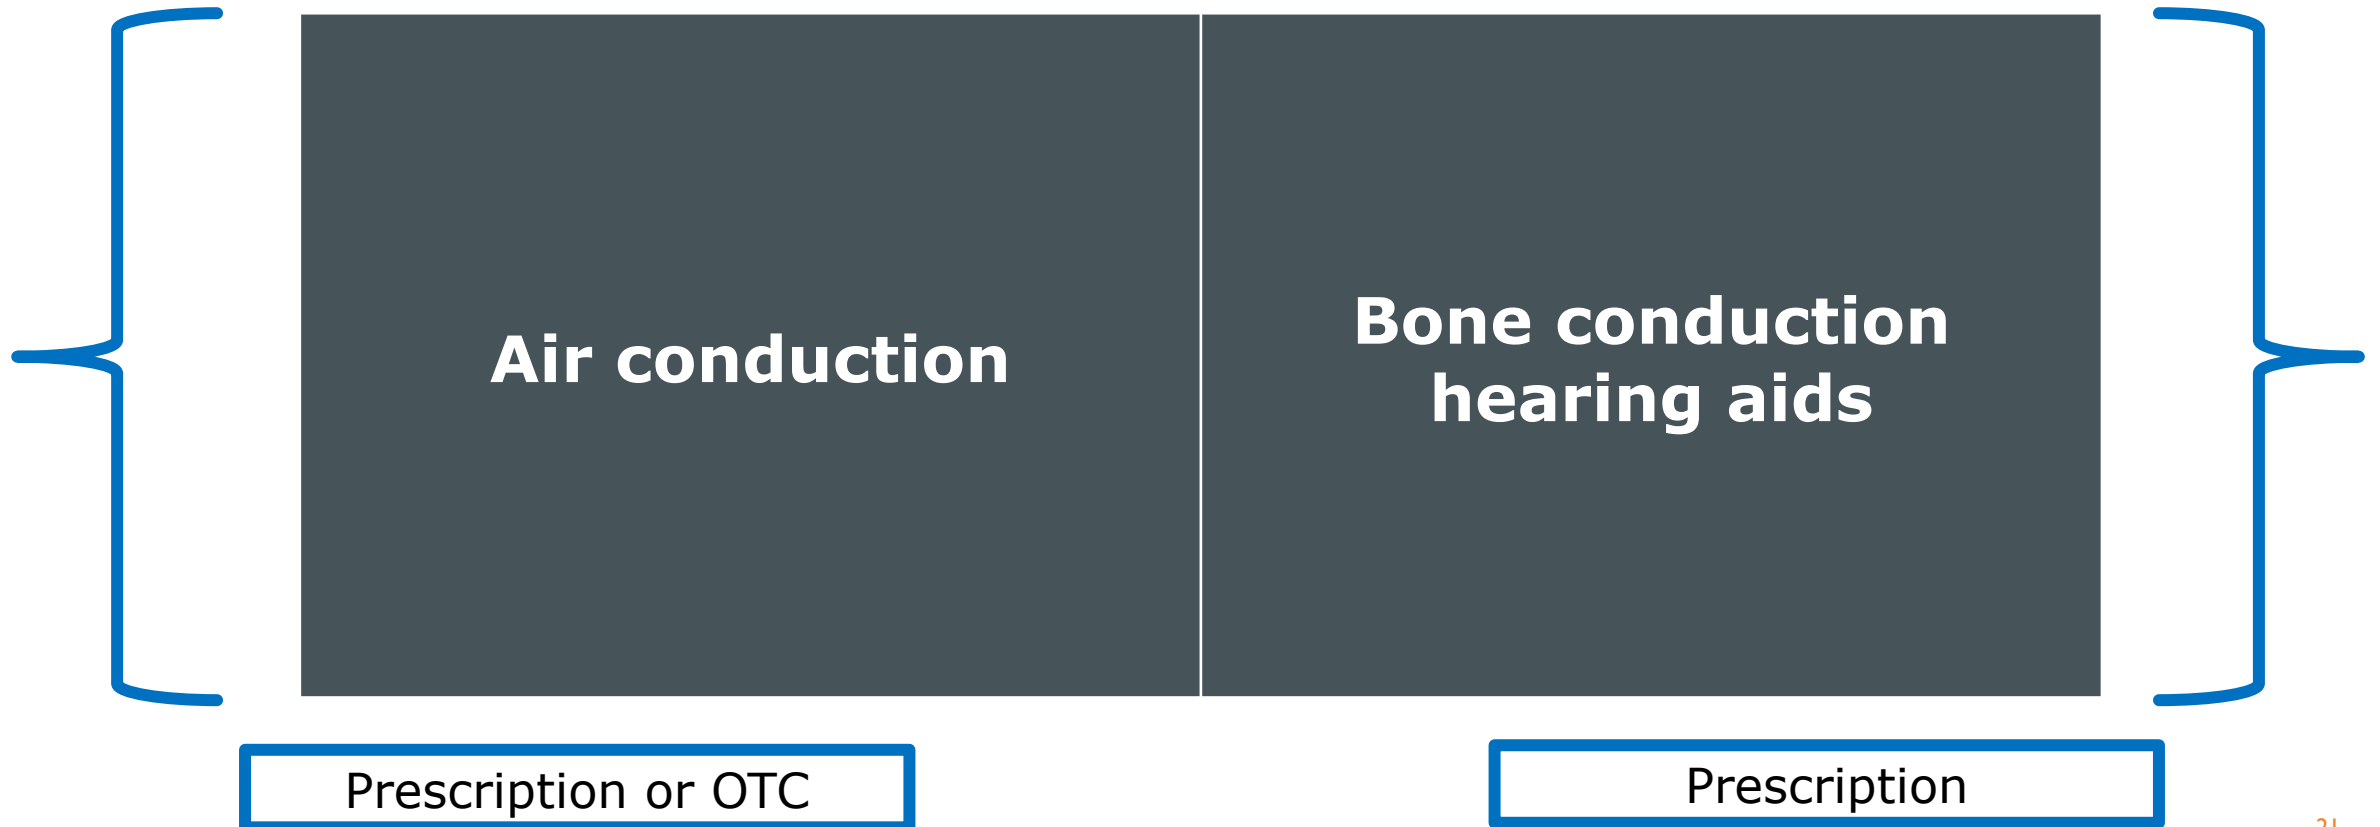 Air conduction
Bone conduction
hearing aids
Prescription or OTC
Prescription